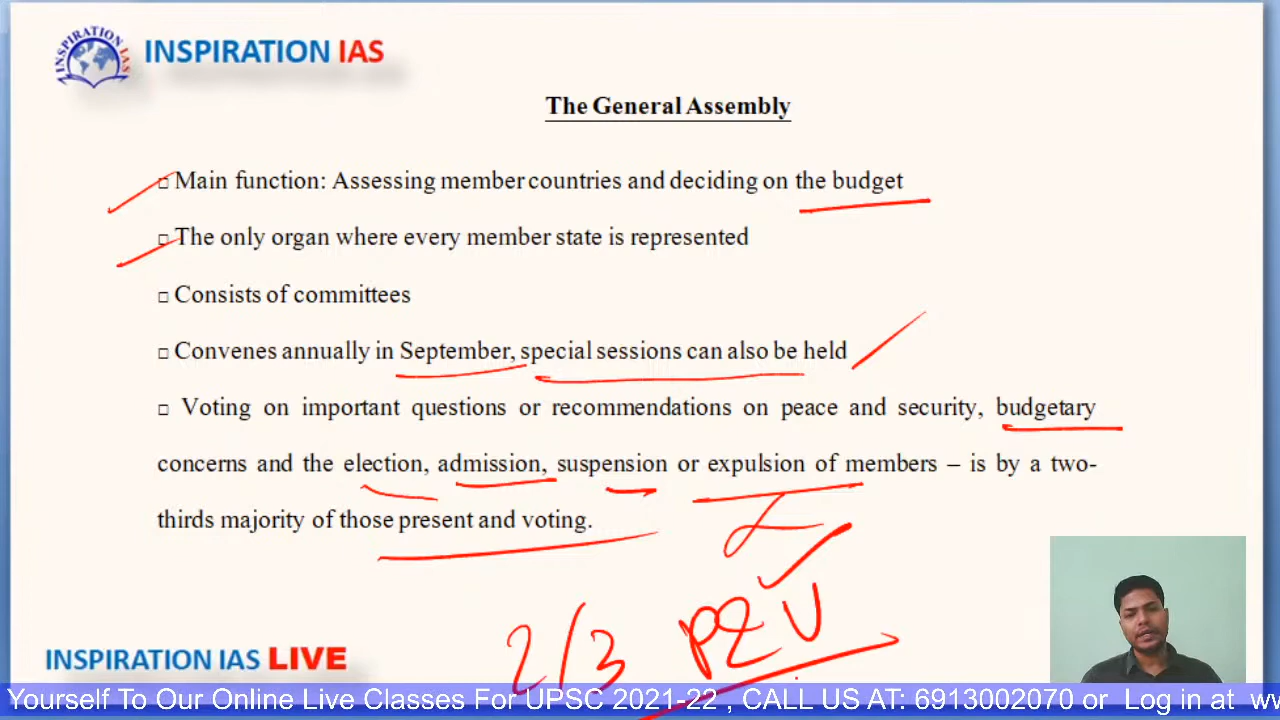 INSPIRATION IAS
INSPIRATION IAS
The General Assembly
□ Main function: Assessing member countries and deciding on the budget
□ The only organ where every member state is represented
□ Consists of committees
□ Convenes annually in September, special sessions can also be held
□ Voting on important questions or recommendations on peace and security, budgetary
concerns and the election, admission, suspension or expulsion of members – is by a two-
thirds majority of those present and voting.
2/3 P&V
INSPIRATION IAS LIVE
Yourself To Our Online Live Classes For UPSC 2021-22 , CALL US AT: 6913002070 or Log in at ww